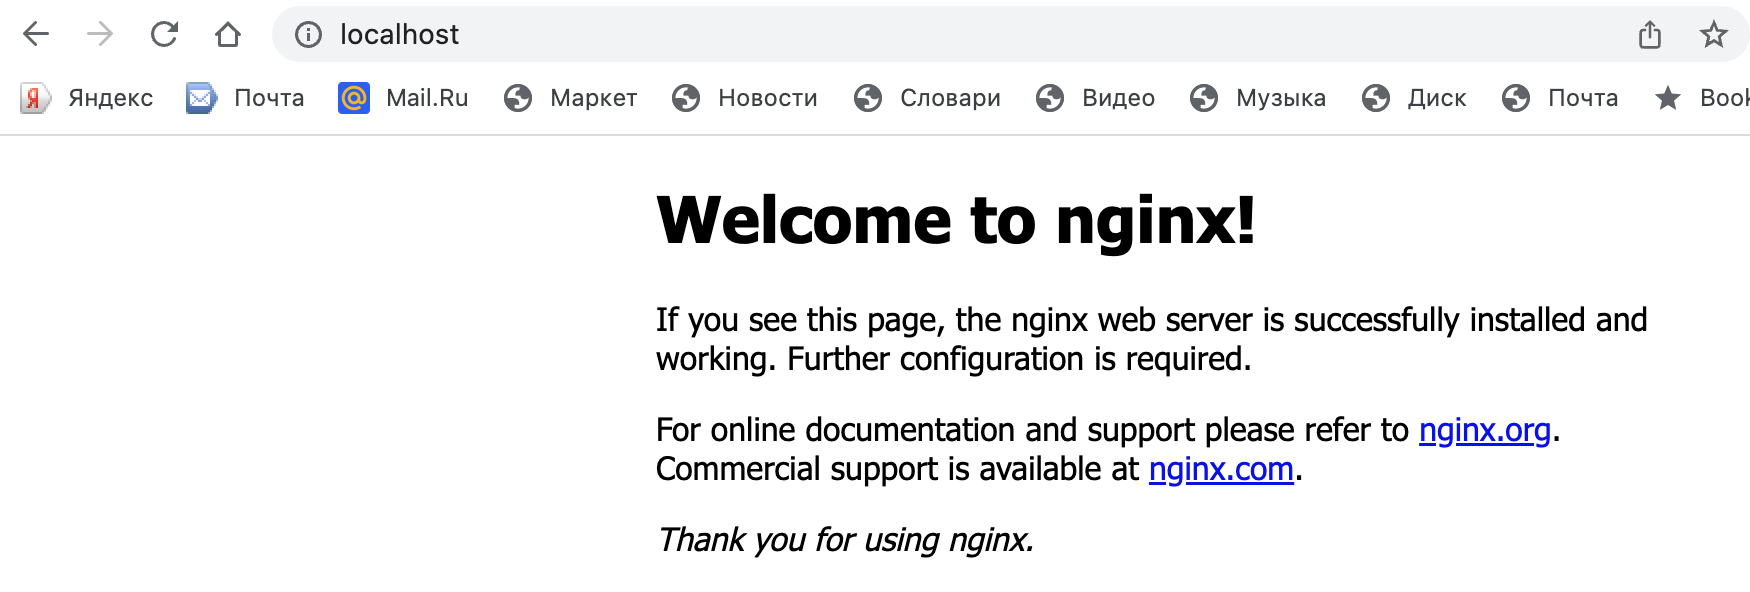 localhost
Яндекс Почта Mail.Ru Маркет Новости Словари Видео Музыка Диск Почта Book
Welcome to nginx!
If you see this page, the nginx web server is successfully installed and
working. Further configuration is required.
For online documentation and support please refer to nginx.org.
Commercial support is available at nginx.com.
Thank you for using nginx.